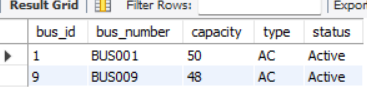 Result Grid Filter Rows: Expor
bus_id bus_number capacity type status
1 BUS001 50 AC Active
9 BUS009 48 AC Active